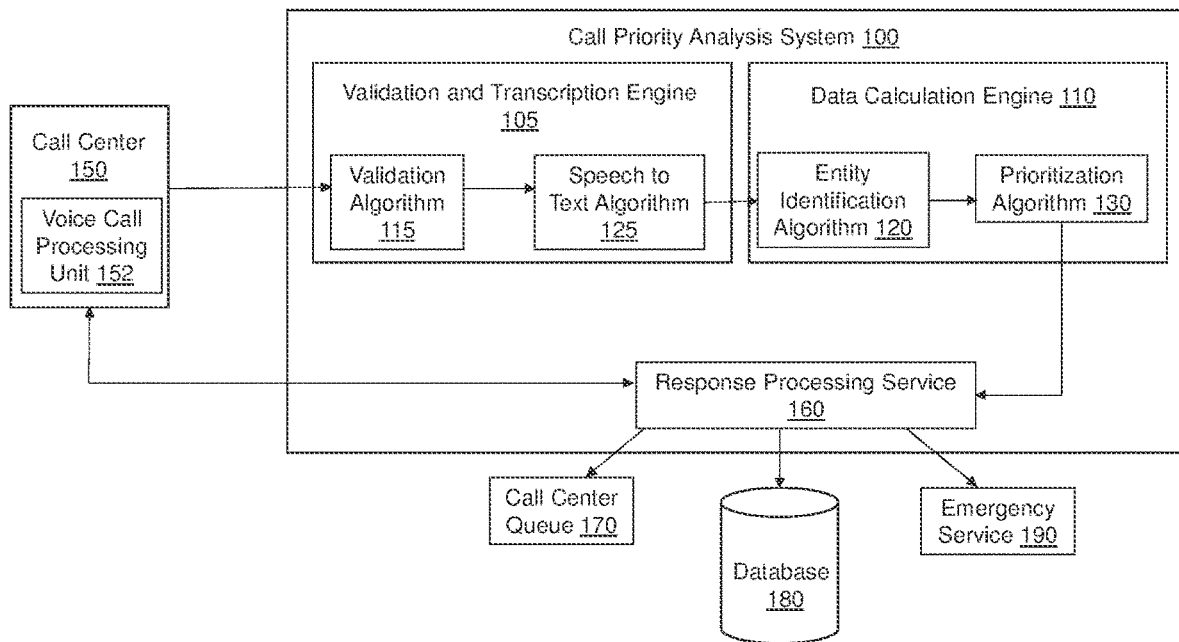 Call Priority Analysis System 100
Validation and Transcription Engine
105
Data Calculation Engine 110
Call Center
150
Voice Call
Processing
Unit 152
Validation
Algorithm
115
Speech to
Text Algorithm
125
Entity
Identification
Algorithm 120
Prioritization
Algorithm 130
Response Processing Service
160
Call Center
Queue 170
Database
180
Emergency
Service 190